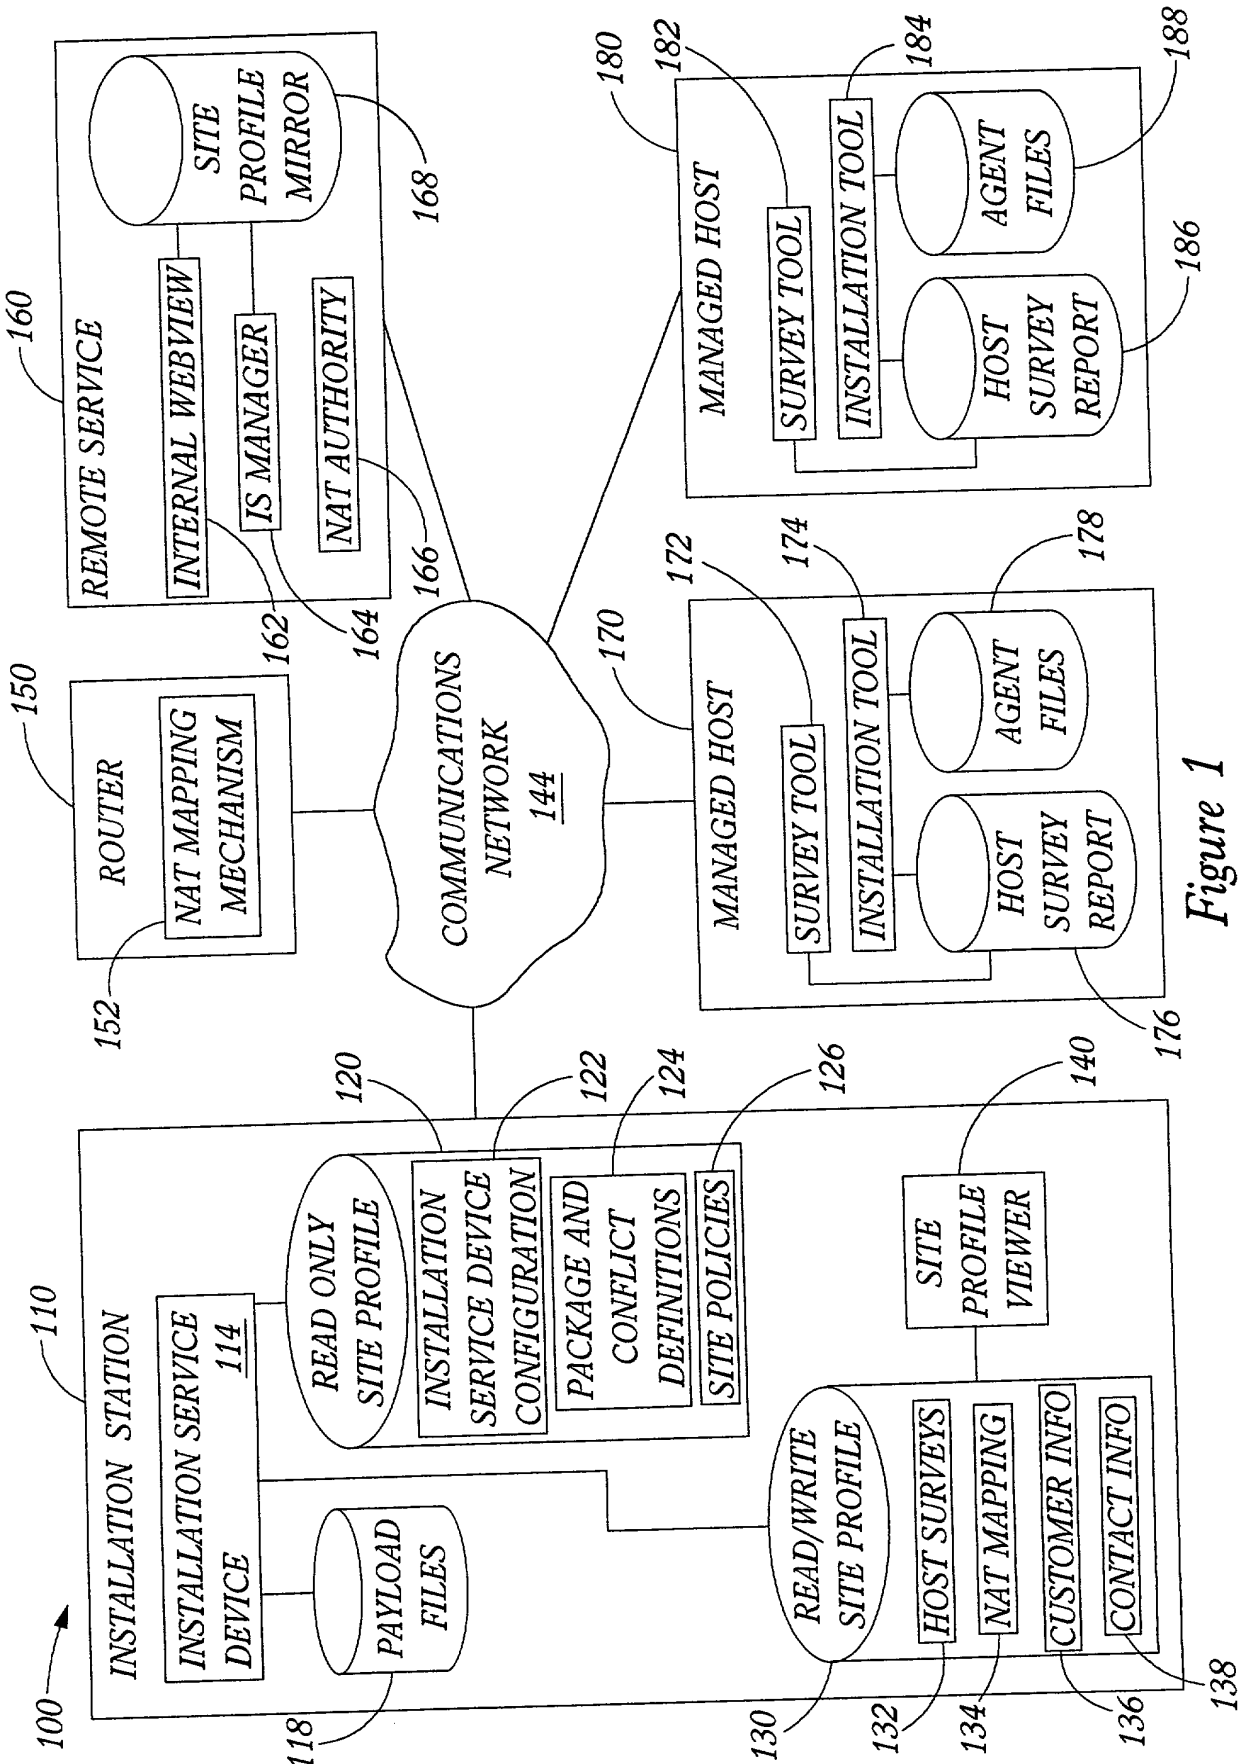 100
110
INSTALLATION STATION
INSTALLATION SERVICE
DEVICE
114
PAYLOAD
FILES
118
READ ONLY
SITE PROFILE
120
INSTALLATION
SERVICE DEVICE
CONFIGURATION
122
PACKAGE AND
CONFLICT
DEFINITIONS
124
SITE POLICIES
126
READ/WRITE
SITE PROFILE
130
HOST SURVEYS
132
NAT MAPPING
134
CUSTOMER INFO
136
CONTACT INFO
138
SITE
PROFILE
VIEWER
140
150
ROUTER
NAT MAPPING
MECHANISM
152
COMMUNICATIONS
NETWORK
144
160
REMOTE SERVICE
INTERNAL WEBVIEW
162
IS MANAGER
164
NAT AUTHORITY
166
SITE
PROFILE
MIRROR
168
170
MANAGED HOST
172
SURVEY TOOL
174
INSTALLATION TOOL
HOST
SURVEY
REPORT
176
AGENT
FILES
178
180
MANAGED HOST
182
SURVEY TOOL
184
INSTALLATION TOOL
HOST
SURVEY
REPORT
186
AGENT
FILES
188
Figure 1